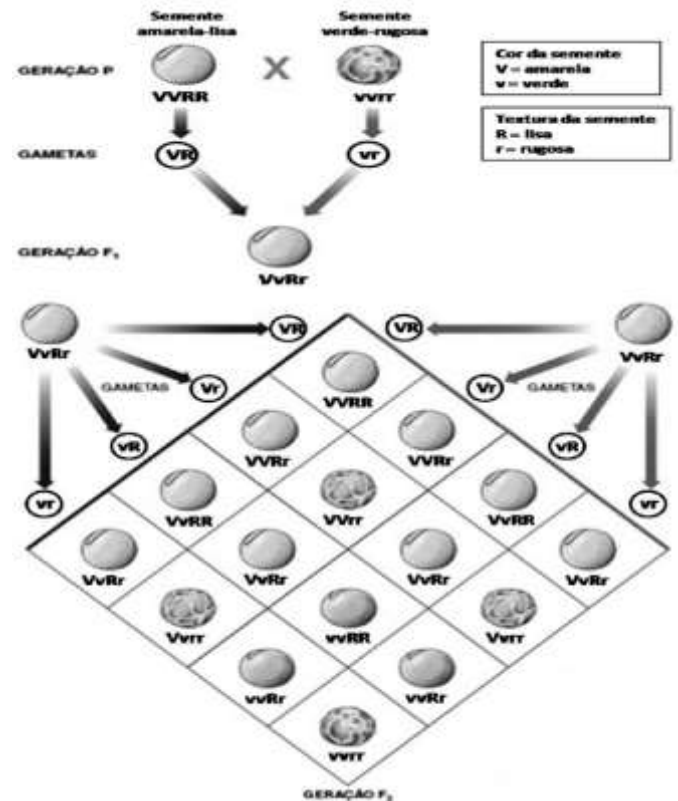 Semente
amarela-lisa
Semente
verde-rugosa
GERAÇÃO P
X
VVRR
vvrr
Cor da semente
V = amarela
v = verde
Textura da semente
R = lisa
r = rugosa
GAMETAS
VR
vr
GERAÇÃO F₁
VvRr
VvRr
VR
VR
VvRr
GAMETAS
Vr
Vr
GAMETAS
vR
vR
vr
vr
VVRR
VVRr
VVRr
VvRR
VVrr
VvRR
VvRr
VvRr
VvRr
VvRr
Vvrr
vvRR
Vvrr
vvRr
vvRr
vvrr
GERAÇÃO F₂